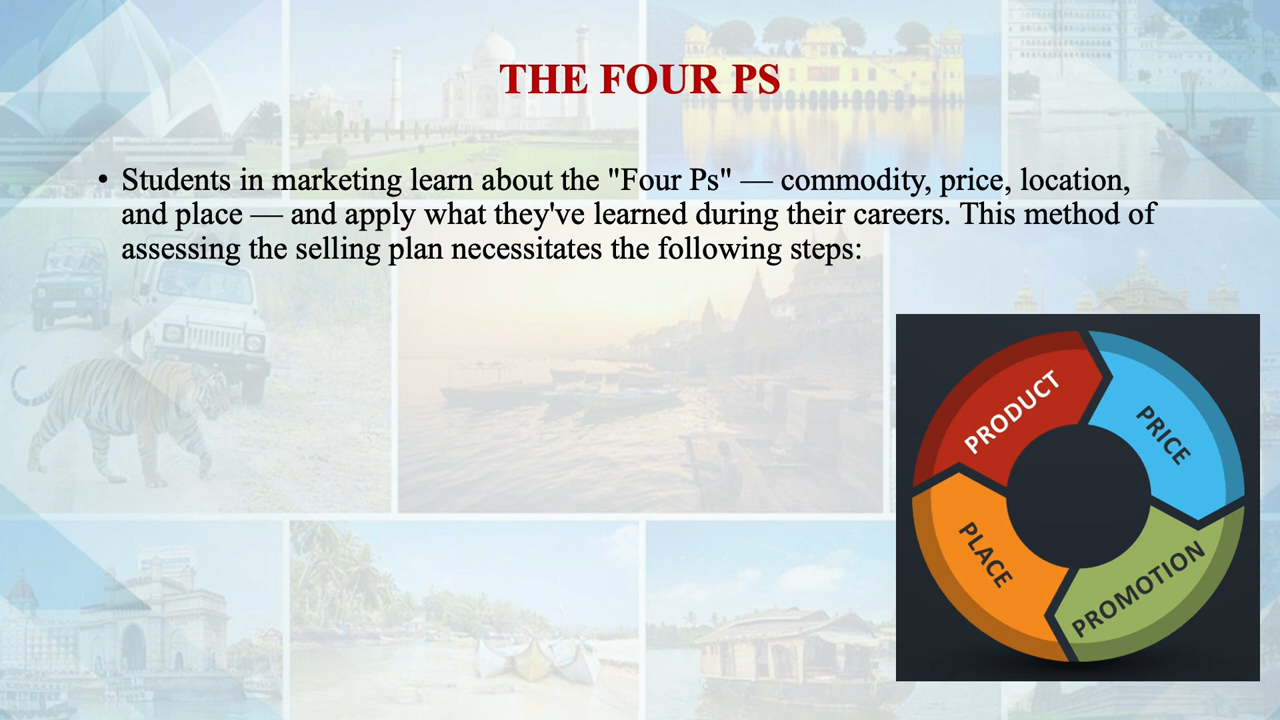 THE FOUR PS
• Students in marketing learn about the "Four Ps" — commodity, price, location,
and place — and apply what they've learned during their careers. This method of
assessing the selling plan necessitates the following steps:
PRODUCT
PRICE
PLACE
PROMOTION